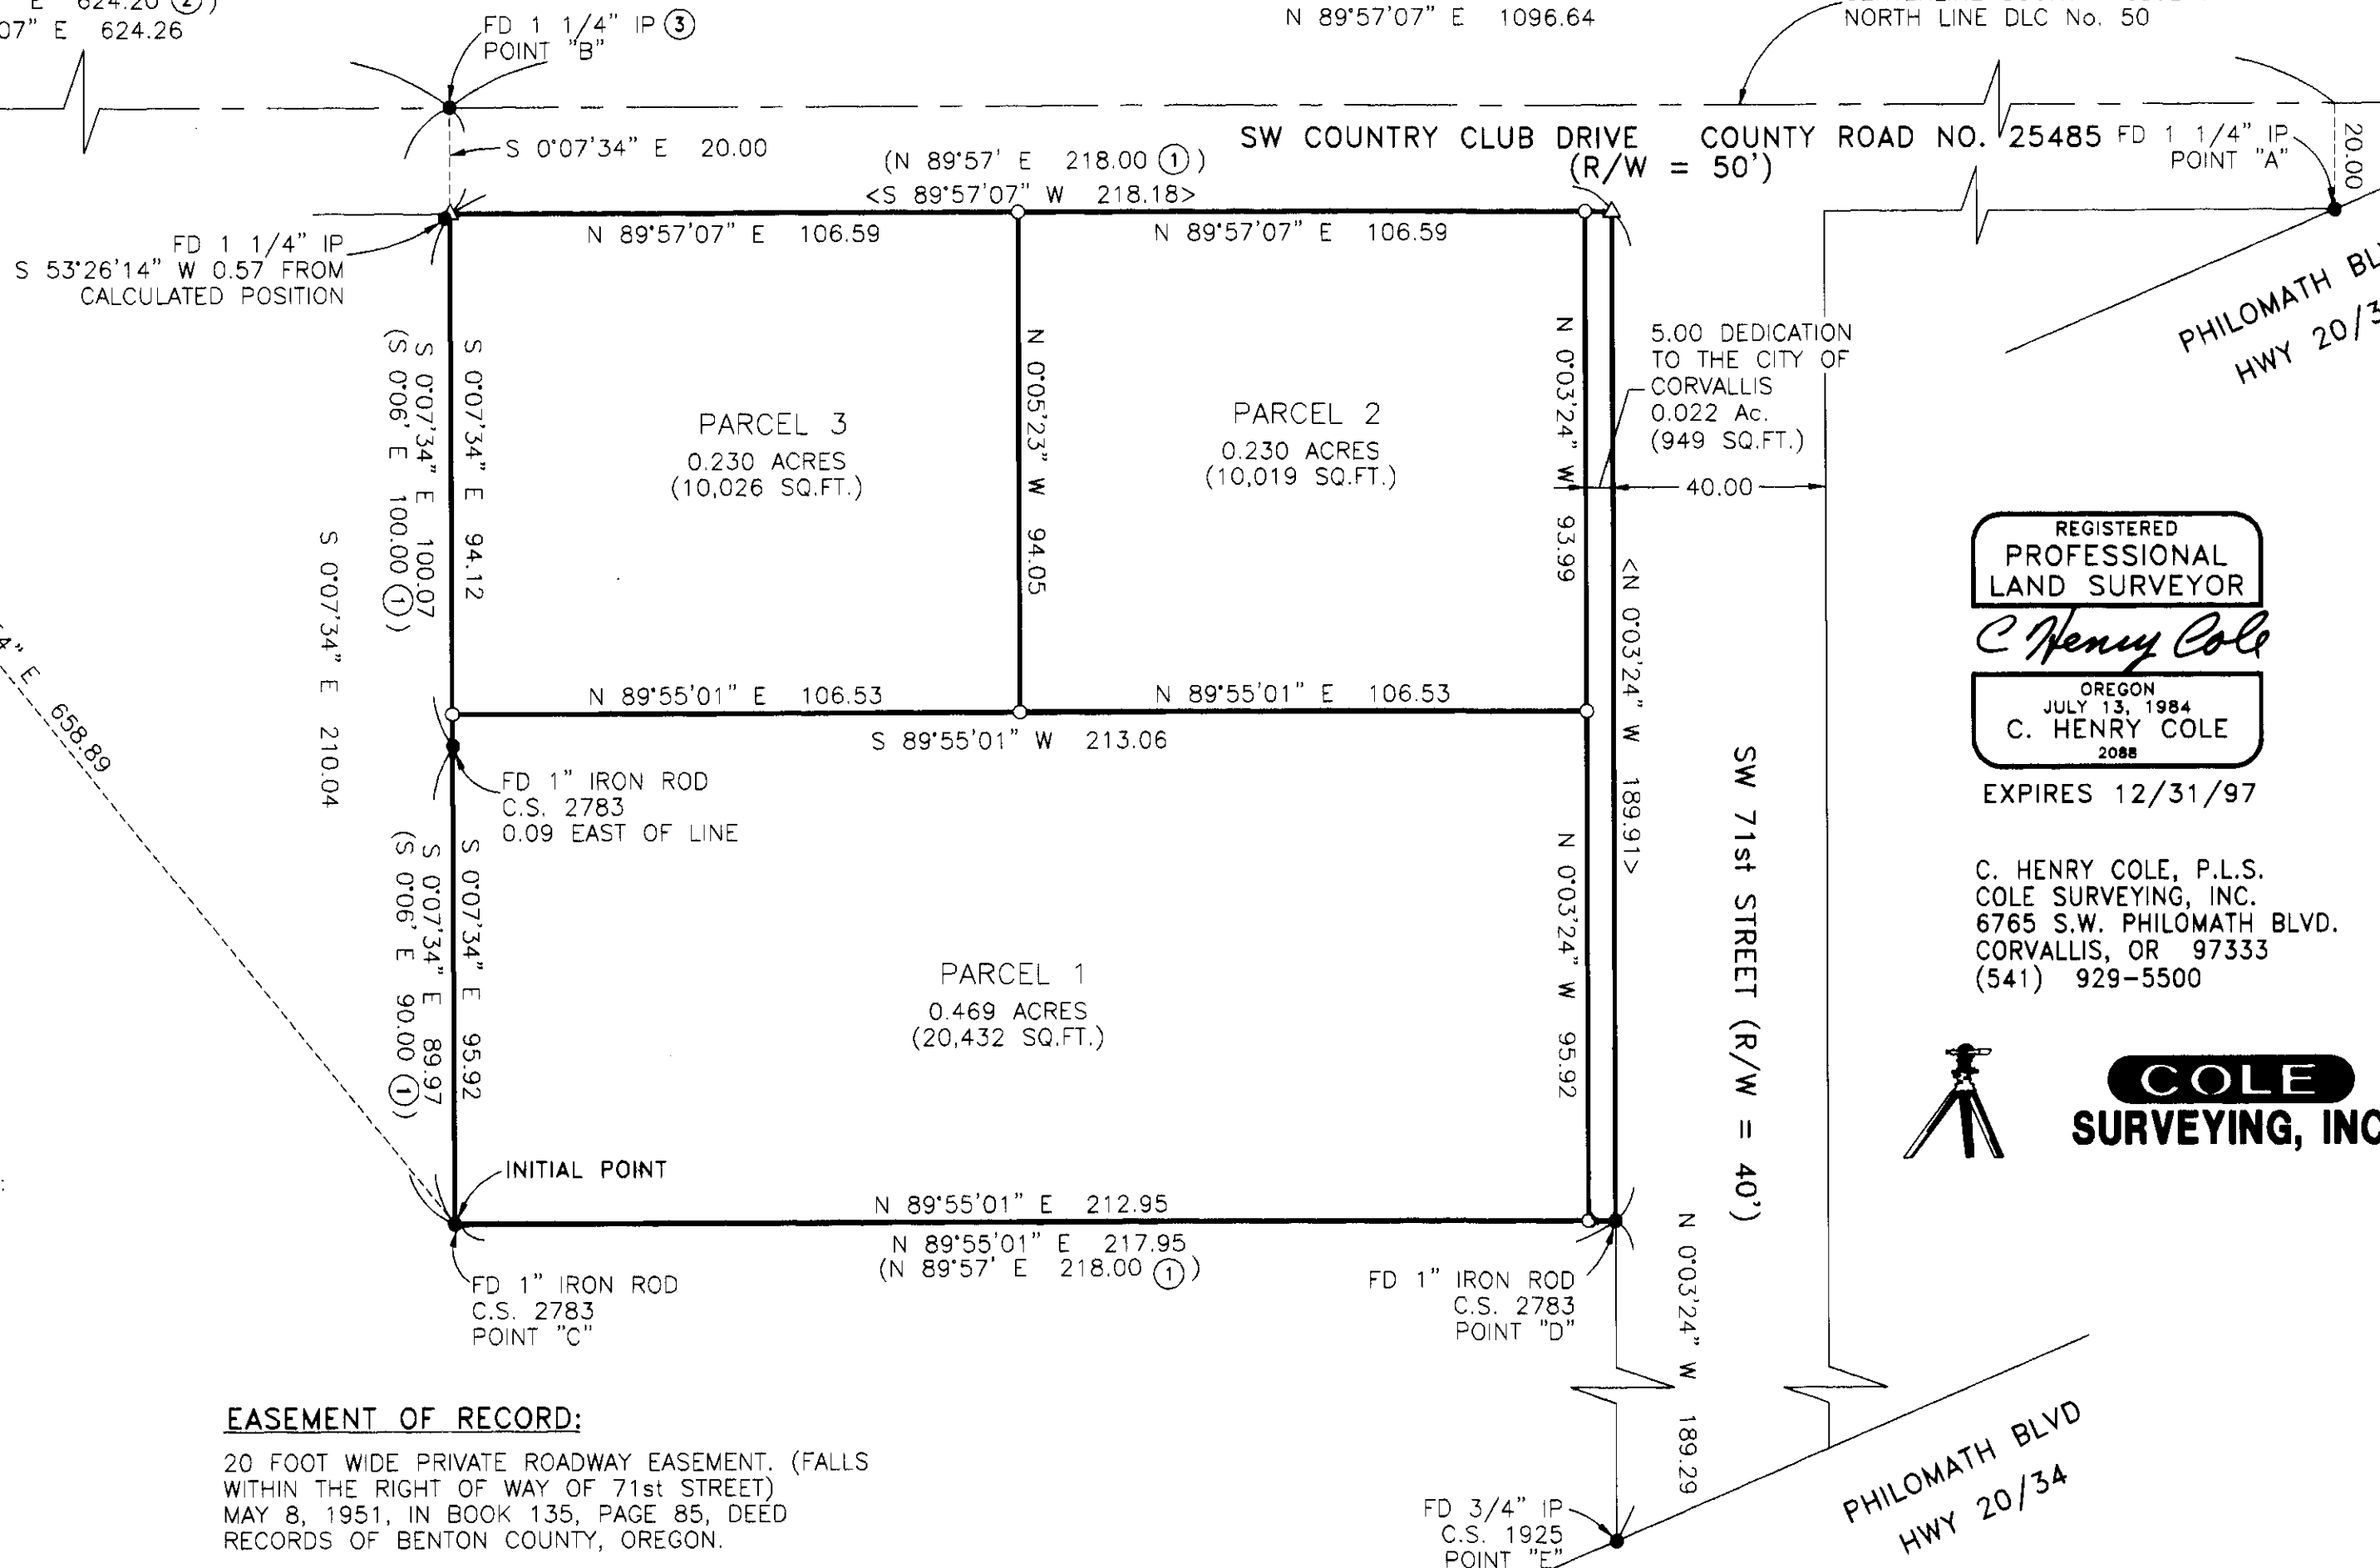 E 624.20 ②)
07" E 624.26
FD 1 1/4" IP ③
POINT "B"
N 89°57'07" E 1096.64
NORTH LINE DLC No. 50
S 0°07'34" E 20.00
SW COUNTRY CLUB DRIVE COUNTY ROAD NO. 25485
(R/W = 50')
FD 1 1/4" IP
POINT "A"
20.00
(N 89°57' E 218.00 ①)
<S 89°57'07" W 218.18>
N 89°57'07" E 106.59
N 89°57'07" E 106.59
FD 1 1/4" IP
S 53°26'14" W 0.57 FROM
CALCULATED POSITION
PHILOMATH BL
HWY 20/3
S 0°07'34" E 94.12
S 0°07'34" E 100.07
(S 0°06' E 100.00 ①)
N 0°05'23" W 94.05
N 0°03'24" W 93.99
PARCEL 3
0.230 ACRES
(10,026 SQ.FT.)
PARCEL 2
0.230 ACRES
(10,019 SQ.FT.)
5.00 DEDICATION
TO THE CITY OF
CORVALLIS
0.022 Ac.
(949 SQ.FT.)
40.00
S 0°07'34" E 210.04
<N 0°03'24" W 189.91>
4" E 658.89
N 89°55'01" E 106.53
N 89°55'01" E 106.53
S 89°55'01" W 213.06
FD 1" IRON ROD
C.S. 2783
0.09 EAST OF LINE
S 0°07'34" E 95.92
S 0°07'34" E 89.97
(S 0°06' E 90.00 ①)
N 0°03'24" W 95.92
PARCEL 1
0.469 ACRES
(20,432 SQ.FT.)
SW 71st STREET (R/W = 40')
REGISTERED
PROFESSIONAL
LAND SURVEYOR
C Henry Cole
OREGON
JULY 13, 1984
C. HENRY COLE
2088
EXPIRES 12/31/97
C. HENRY COLE, P.L.S.
COLE SURVEYING, INC.
6765 S.W. PHILOMATH BLVD.
CORVALLIS, OR 97333
(541) 929-5500
COLE
SURVEYING, INC
INITIAL POINT
N 89°55'01" E 212.95
N 89°55'01" E 217.95
(N 89°57' E 218.00 ①)
FD 1" IRON ROD
C.S. 2783
POINT "C"
FD 1" IRON ROD
C.S. 2783
POINT "D"
N 0°03'24" W 189.29
EASEMENT OF RECORD:
20 FOOT WIDE PRIVATE ROADWAY EASEMENT. (FALLS
WITHIN THE RIGHT OF WAY OF 71st STREET)
MAY 8, 1951, IN BOOK 135, PAGE 85, DEED
RECORDS OF BENTON COUNTY, OREGON.
FD 3/4" IP
C.S. 1925
POINT "E"
PHILOMATH BLVD
HWY 20/34